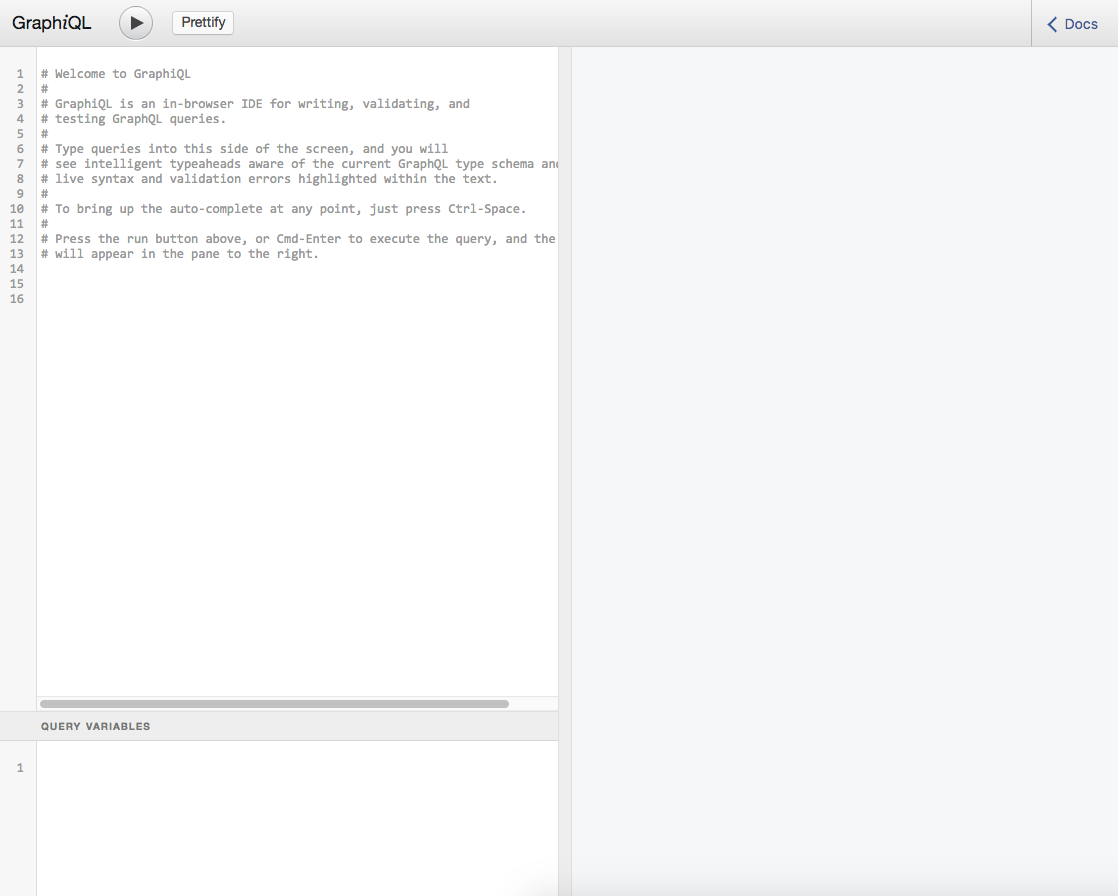 GraphiQL
Prettify
Docs
1 # Welcome to GraphiQL
2 #
3 # GraphiQL is an in-browser IDE for writing, validating, and
4 # testing GraphQL queries.
5 #
6 # Type queries into this side of the screen, and you will
7 # see intelligent typeaheads aware of the current GraphQL type schema and
8 # live syntax and validation errors highlighted within the text.
9 #
10 # To bring up the auto-complete at any point, just press Ctrl-Space.
11 #
12 # Press the run button above, or Cmd-Enter to execute the query, and the
13 # will appear in the pane to the right.
14
15
16
QUERY VARIABLES
1